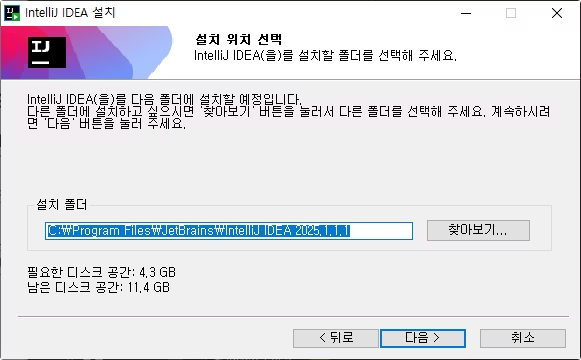 IntelliJ IDEA 설치
IJ
설치 위치 선택
IntelliJ IDEA(을)를 설치할 폴더를 선택해 주세요.
IntelliJ IDEA(을)를 다음 폴더에 설치할 예정입니다.
다른 폴더에 설치하고 싶으시면 '찾아보기' 버튼을 눌러서 다른 폴더를 선택해 주세요. 계속하시려
면 '다음' 버튼을 눌러 주세요.
설치 폴더
C:₩Program Files₩JetBrains₩IntelliJ IDEA 2025.1.1.1
찾아보기...
필요한 디스크 공간: 4.3 GB
남은 디스크 공간: 11.4 GB
< 뒤로
다음 >
취소